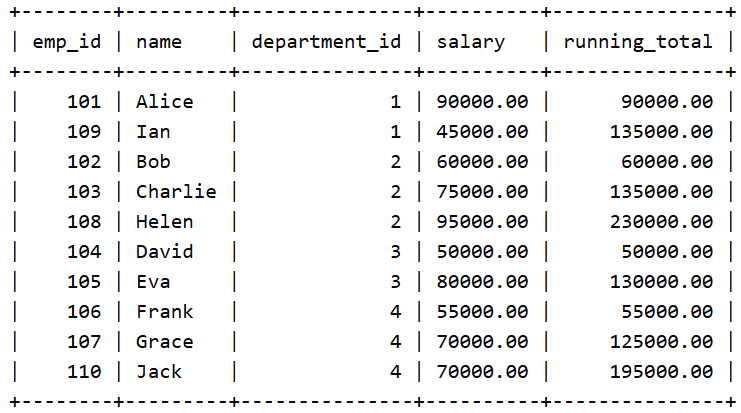 +--------+---------+---------------+----------+---------------+
| emp_id | name    | department_id | salary   | running_total |
+--------+---------+---------------+----------+---------------+
|    101 | Alice   |             1 | 90000.00 |      90000.00 |
|    109 | Ian     |             1 | 45000.00 |     135000.00 |
|    102 | Bob     |             2 | 60000.00 |      60000.00 |
|    103 | Charlie |             2 | 75000.00 |     135000.00 |
|    108 | Helen   |             2 | 95000.00 |     230000.00 |
|    104 | David   |             3 | 50000.00 |      50000.00 |
|    105 | Eva     |             3 | 80000.00 |     130000.00 |
|    106 | Frank   |             4 | 55000.00 |      55000.00 |
|    107 | Grace   |             4 | 70000.00 |     125000.00 |
|    110 | Jack    |             4 | 70000.00 |     195000.00 |
+--------+---------+---------------+----------+---------------+